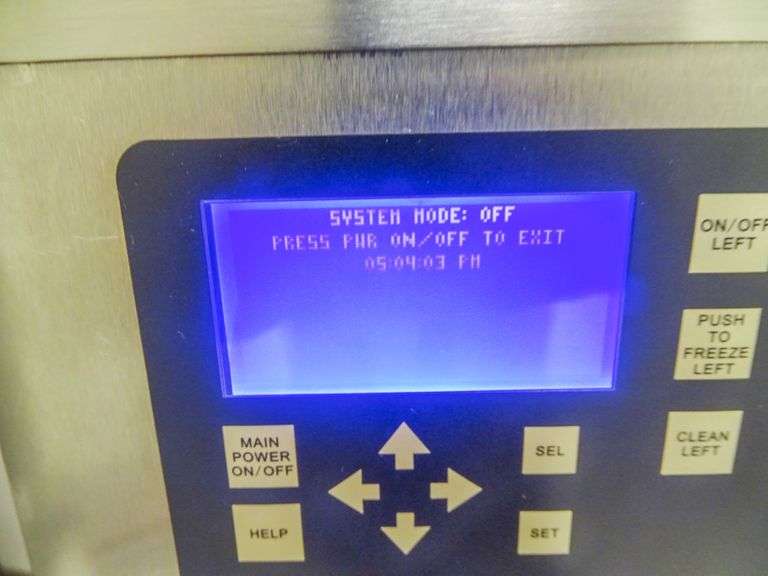 SYSTEM MODE: OFF
PRESS PWR ON/OFF TO EXIT
05:04:03 PM
ON/OFF
LEFT
PUSH
TO
FREEZE
LEFT
CLEAN
LEFT
MAIN
POWER
ON/OFF
SEL
HELP
SET